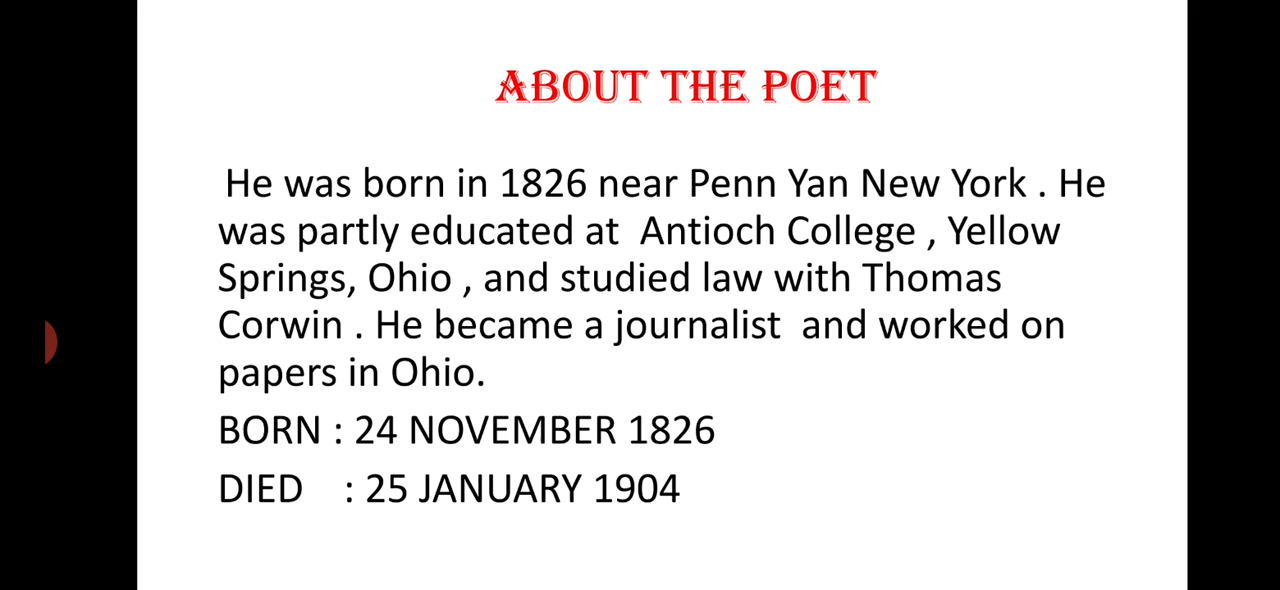 ABOUT THE POET
He was born in 1826 near Penn Yan New York . He
was partly educated at Antioch College , Yellow
Springs, Ohio , and studied law with Thomas
Corwin . He became a journalist and worked on
papers in Ohio.
BORN : 24 NOVEMBER 1826
DIED : 25 JANUARY 1904